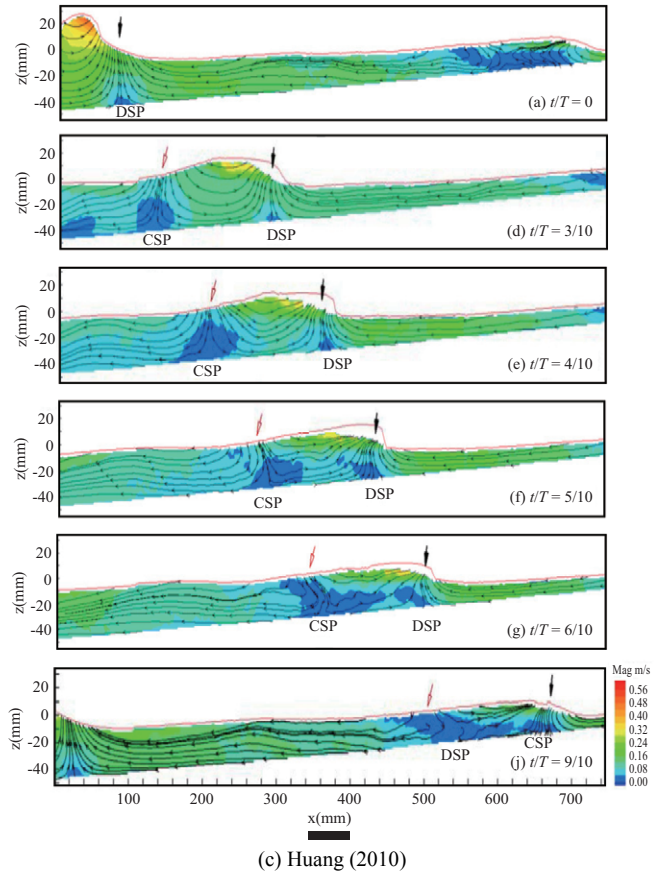 20
0
-20
-40
z(mm)
DSP
(a) t/T = 0
20
0
-20
-40
z(mm)
CSP
DSP
(d) t/T = 3/10
20
0
-20
-40
z(mm)
CSP
DSP
(e) t/T = 4/10
20
0
-20
-40
z(mm)
CSP
DSP
(f) t/T = 5/10
20
0
-20
-40
z(mm)
CSP
DSP
(g) t/T = 6/10
20
0
-20
-40
z(mm)
DSP
CSP
(j) t/T = 9/10
Mag m/s
0.56
0.48
0.40
0.32
0.24
0.16
0.08
0.00
100 200 300 400 500 600 700
x(mm)
(c) Huang (2010)